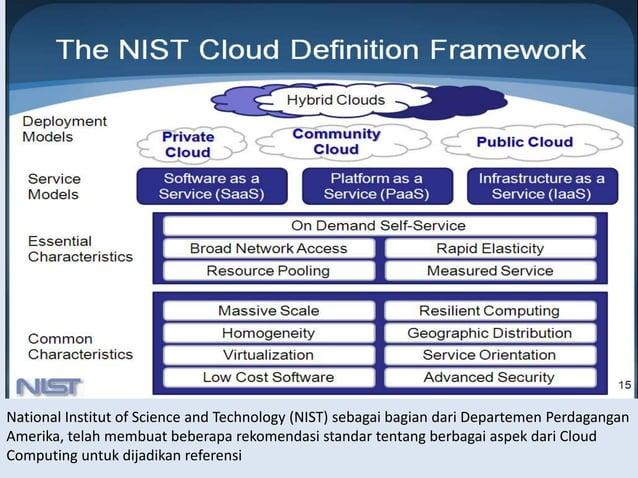 The NIST Cloud Definition Framework
Hybrid Clouds
Deployment
Models
Private
Cloud
Community
Cloud
Public Cloud
Service
Models
Software as a
Service (SaaS)
Platform as a
Service (PaaS)
Infrastructure as a
Service (IaaS)
Essential
Characteristics
On Demand Self-Service
Broad Network Access
Rapid Elasticity
Resource Pooling
Measured Service
Common
Characteristics
Massive Scale
Resilient Computing
Homogeneity
Geographic Distribution
Virtualization
Service Orientation
Low Cost Software
Advanced Security
NIST
15
National Institut of Science and Technology (NIST) sebagai bagian dari Departemen Perdagangan
Amerika, telah membuat beberapa rekomendasi standar tentang berbagai aspek dari Cloud
Computing untuk dijadikan referensi